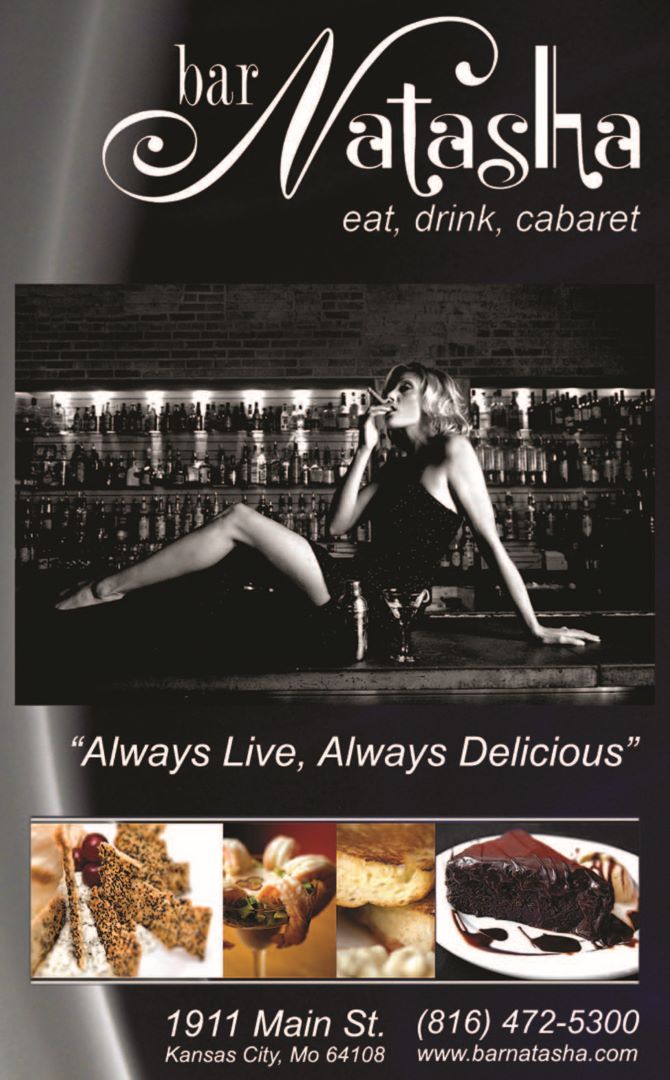 bar Natasha
eat, drink, cabaret
“Always Live, Always Delicious”
1911 Main St. (816) 472-5300
Kansas City, Mo 64108 www.barnatasha.com